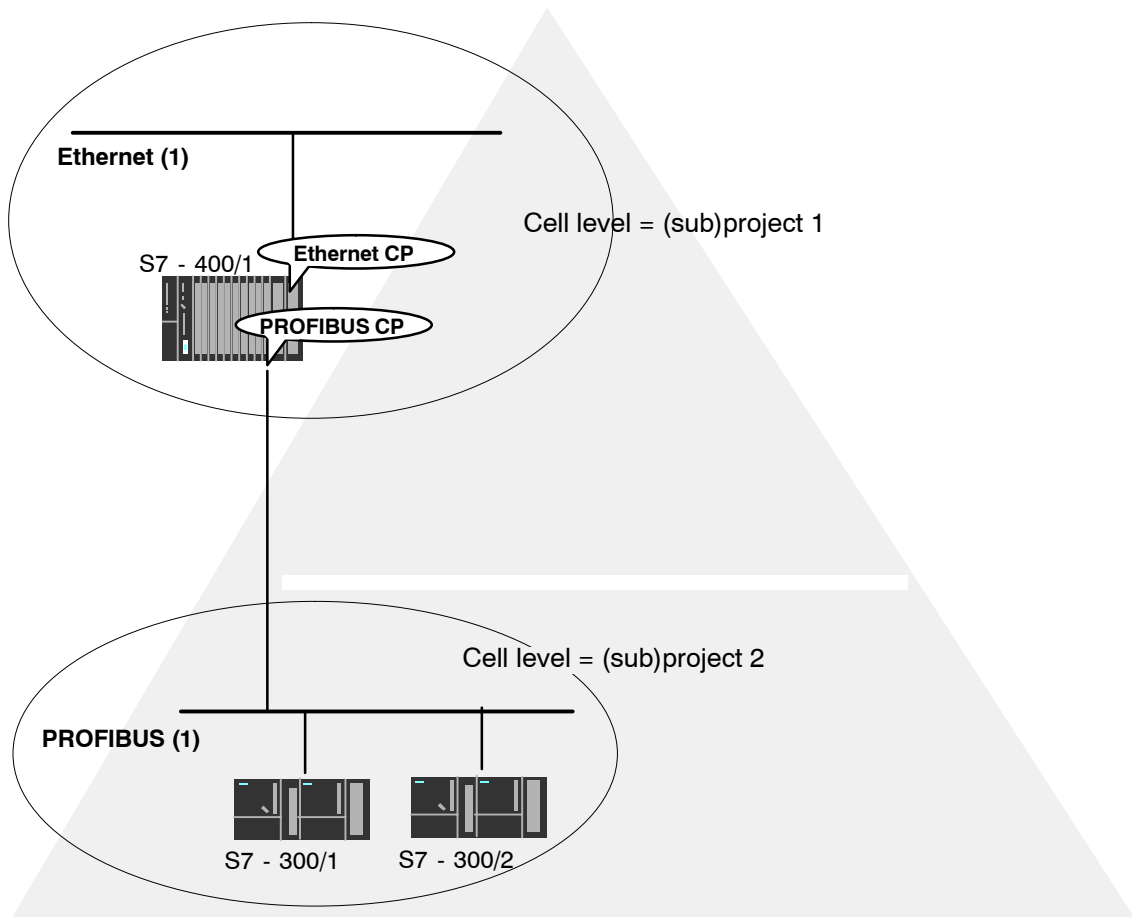 Ethernet (1)
Cell level = (sub)project 1
S7 - 400/1
Ethernet CP
PROFIBUS CP
Cell level = (sub)project 2
PROFIBUS (1)
S7 - 300/1
S7 - 300/2